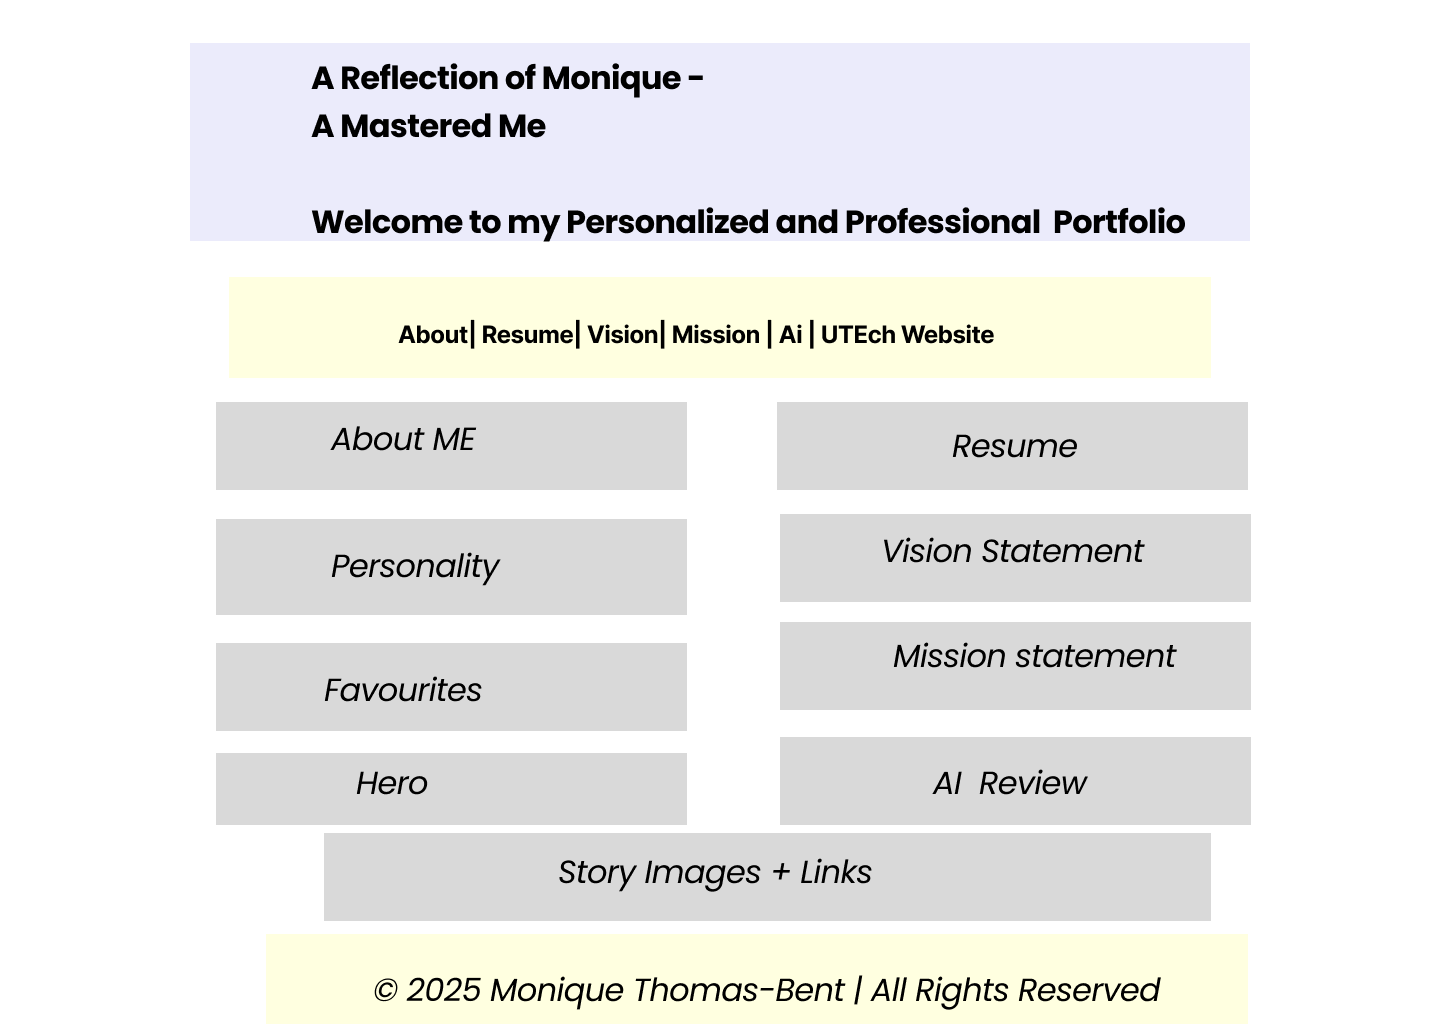 A Reflection of Monique -
A Mastered Me
Welcome to my Personalized and Professional  Portfolio
About| Resume| Vision| Mission | Ai | UTEch Website
About ME
Personality
Favourites
Hero
Resume
Vision Statement
Mission statement
AI  Review
Story Images + Links
© 2025 Monique Thomas-Bent | All Rights Reserved